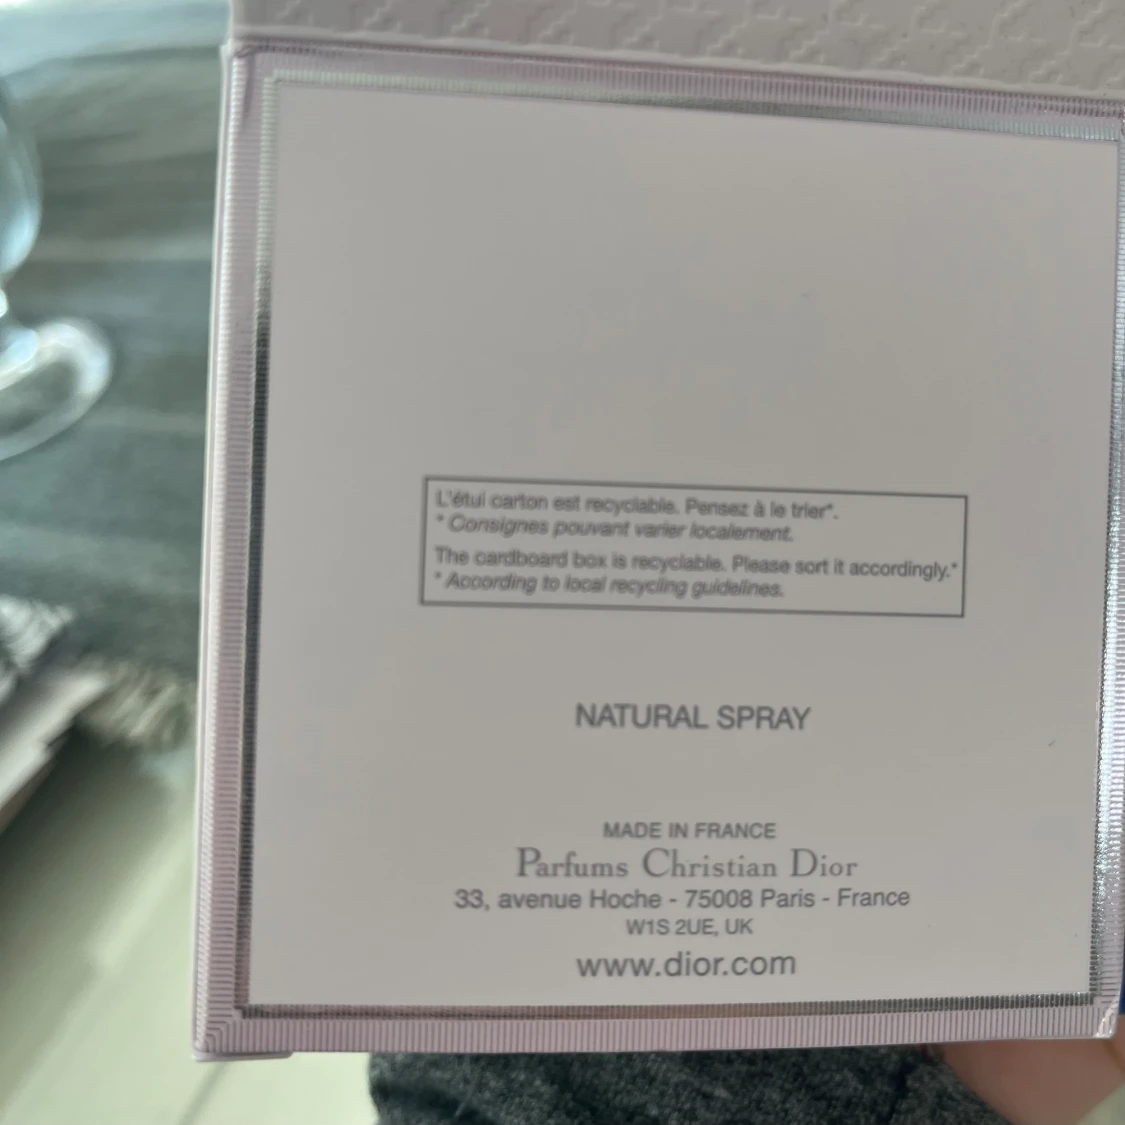 L'étui carton est recyclable. Pensez à le trier*.
* Consignes pouvant varier localement.
The cardboard box is recyclable. Please sort it accordingly.*
* According to local recycling guidelines.
NATURAL SPRAY
MADE IN FRANCE
Parfums Christian Dior
33, avenue Hoche - 75008 Paris - France
W1S 2UE, UK
www.dior.com